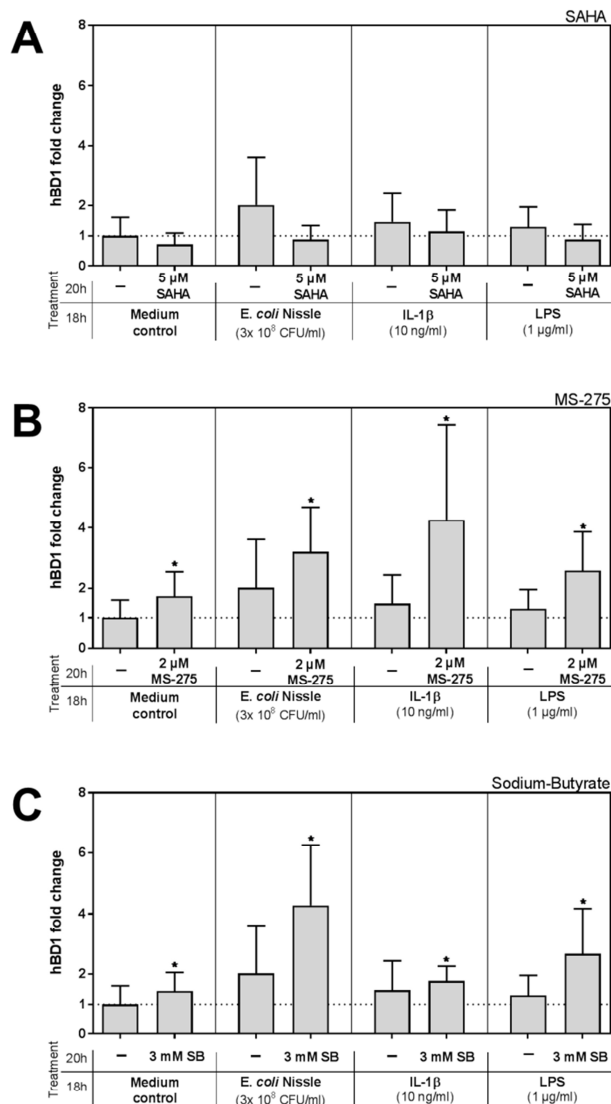 A
SAHA
hBD1 fold change
8
6
4
2
1
0
Treatment
20h
– 5 µM SAHA – 5 µM SAHA – 5 µM SAHA – 5 µM SAHA
18h
Medium control E. coli Nissle (3x 10⁸ CFU/ml) IL-1β (10 ng/ml) LPS (1 µg/ml)
B
MS-275
hBD1 fold change
8
6
4
2
1
0
* * * *
Treatment
20h
– 2 µM MS-275 – 2 µM MS-275 – 2 µM MS-275 – 2 µM MS-275
18h
Medium control E. coli Nissle (3x 10⁸ CFU/ml) IL-1β (10 ng/ml) LPS (1 µg/ml)
C
Sodium-Butyrate
hBD1 fold change
8
6
4
2
1
0
* * * *
Treatment
20h
– 3 mM SB – 3 mM SB – 3 mM SB – 3 mM SB
18h
Medium control E. coli Nissle (3x 10⁸ CFU/ml) IL-1β (10 ng/ml) LPS (1 µg/ml)